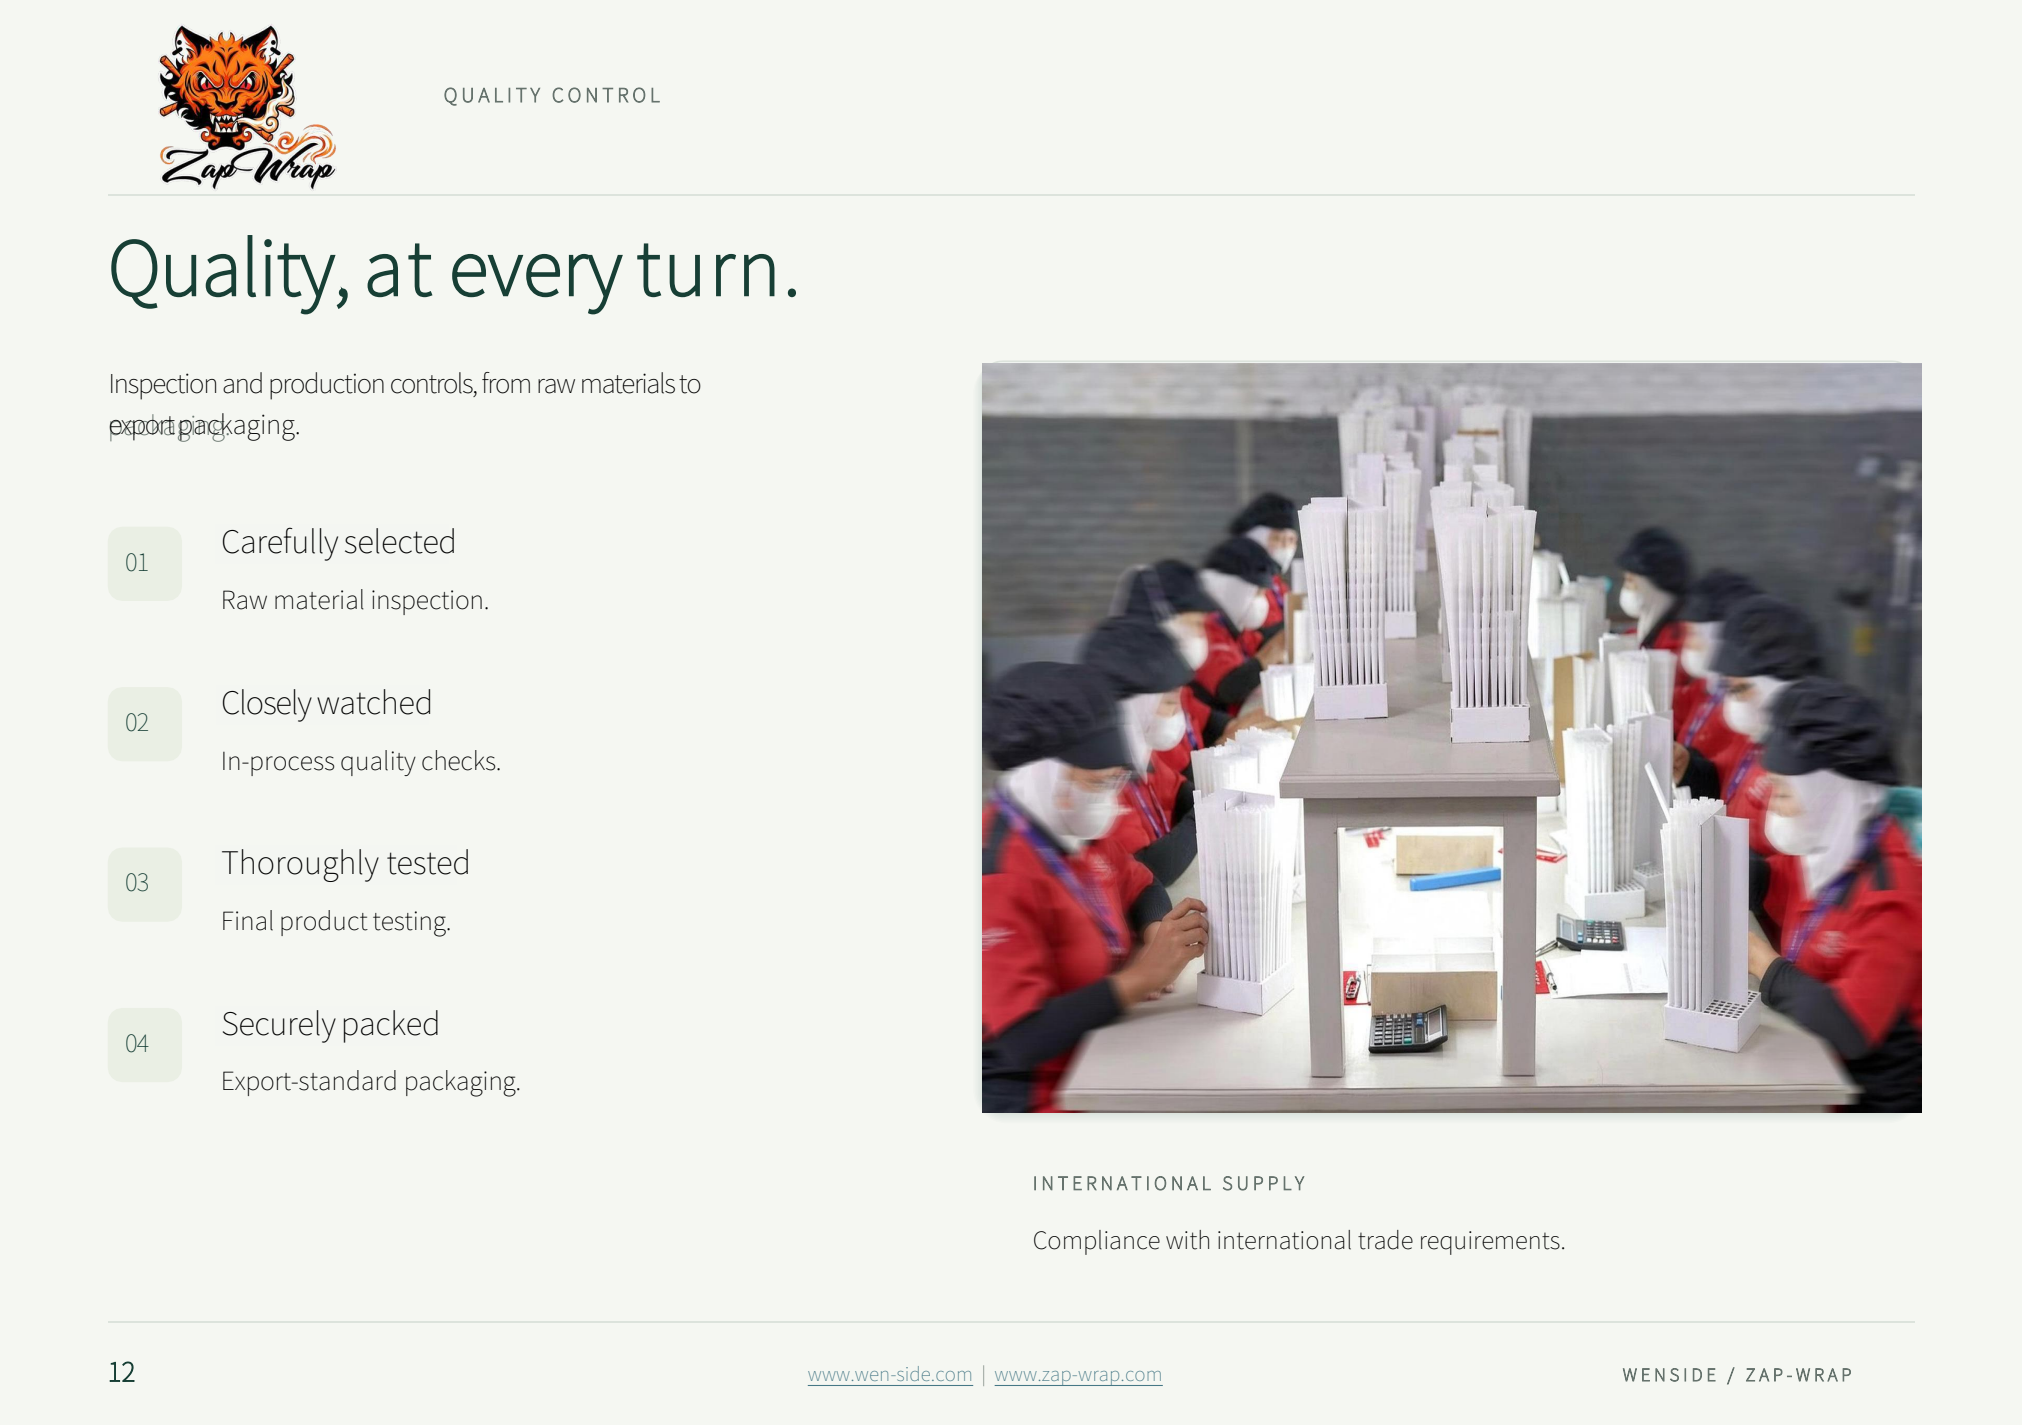 Zap Wrap
QUALITY CONTROL
Quality, at every turn.
Inspection and production controls, from raw materials to
export packaging.
01
Carefully selected
Raw material inspection.
02
Closely watched
In-process quality checks.
03
Thoroughly tested
Final product testing.
04
Securely packed
Export-standard packaging.
INTERNATIONAL SUPPLY
Compliance with international trade requirements.
12
www.wen-side.com | www.zap-wrap.com
WENSIDE / ZAP-WRAP